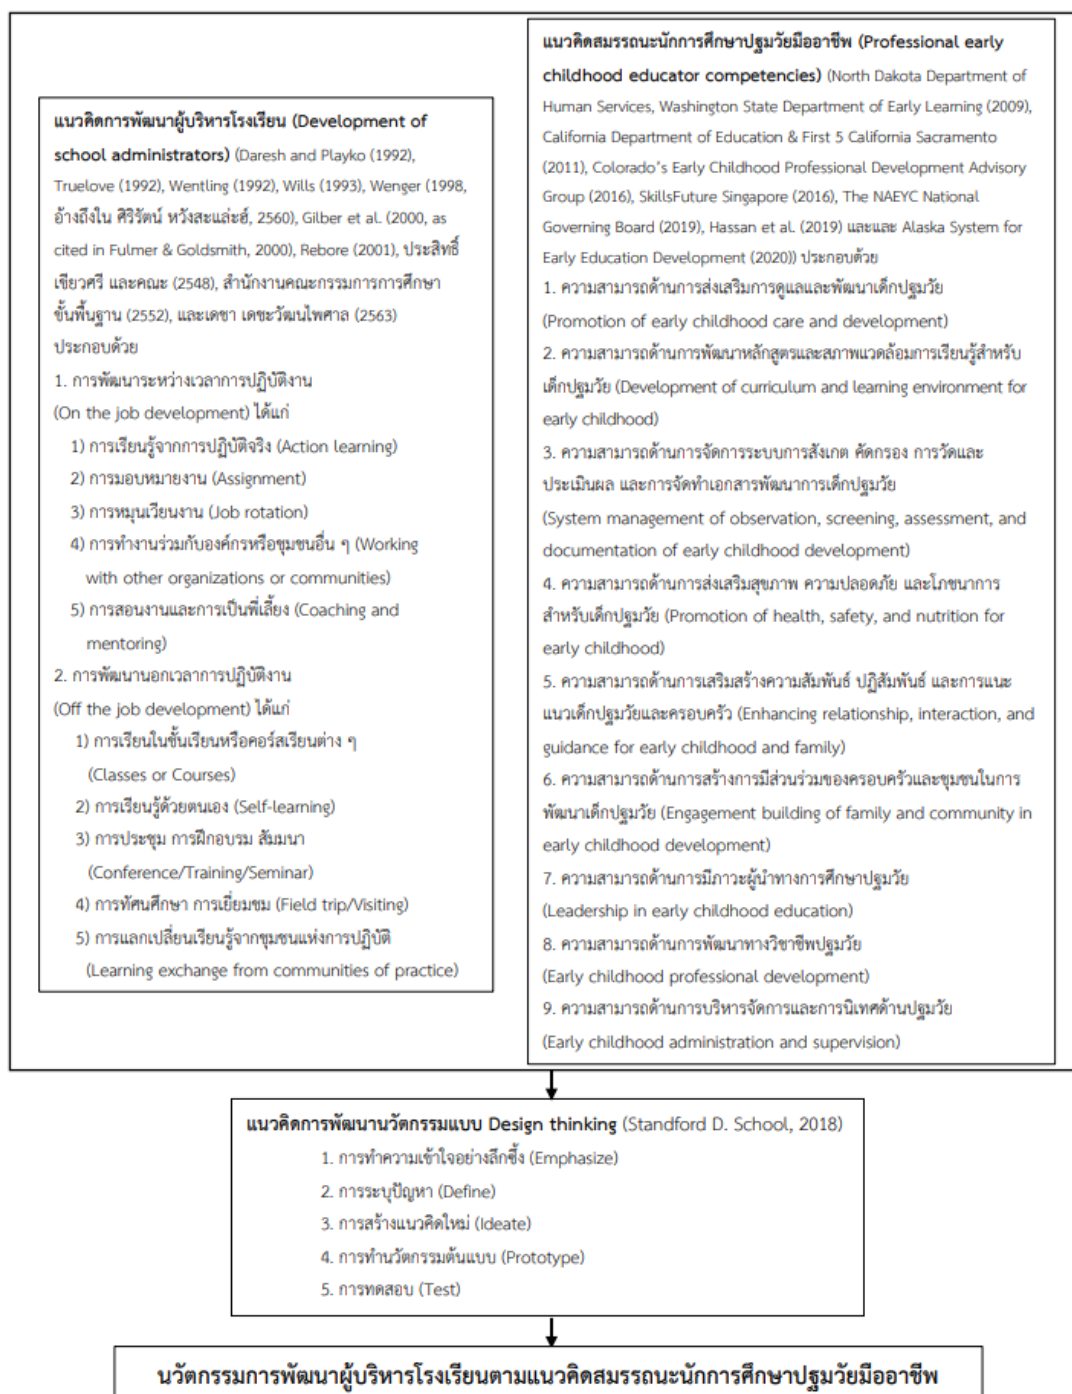 แนวคิดการพัฒนาผู้บริหารโรงเรียน (Development of
school administrators) (Daresh and Playko (1992),
Truelove (1992), Wentling (1992), Wills (1993), Wenger (1998,
อ้างถึงใน ศิริรัตน์ หวังสะแล่ะฮ์, 2560), Gilber et al. (2000, as
cited in Fulmer & Goldsmith, 2000), Rebore (2001), ประสิทธิ์
เขียวศรี และคณะ (2548), สำนักงานคณะกรรมการการศึกษา
ขั้นพื้นฐาน (2552), และเดชา เดชะวัฒนไพศาล (2563)
ประกอบด้วย
1. การพัฒนาระหว่างเวลาการปฏิบัติงาน
(On the job development) ได้แก่
1) การเรียนรู้จากการปฏิบัติจริง (Action learning)
2) การมอบหมายงาน (Assignment)
3) การหมุนเวียนงาน (Job rotation)
4) การทำงานร่วมกับองค์กรหรือชุมชนอื่น ๆ (Working
with other organizations or communities)
5) การสอนงานและการเป็นพี่เลี้ยง (Coaching and
mentoring)
2. การพัฒนานอกเวลาการปฏิบัติงาน
(Off the job development) ได้แก่
1) การเรียนในชั้นเรียนหรือคอร์สเรียนต่าง ๆ
(Classes or Courses)
2) การเรียนรู้ด้วยตนเอง (Self-learning)
3) การประชุม การฝึกอบรม สัมมนา
(Conference/Training/Seminar)
4) การทัศนศึกษา การเยี่ยมชม (Field trip/Visiting)
5) การแลกเปลี่ยนเรียนรู้จากชุมชนแห่งการปฏิบัติ
(Learning exchange from communities of practice)
แนวคิดสมรรถนะนักการศึกษาปฐมวัยมืออาชีพ (Professional early
childhood educator competencies) (North Dakota Department of
Human Services, Washington State Department of Early Learning (2009),
California Department of Education & First 5 California Sacramento
(2011), Colorado's Early Childhood Professional Development Advisory
Group (2016), SkillsFuture Singapore (2016), The NAEYC National
Governing Board (2019), Hassan et al. (2019) และและ Alaska System for
Early Education Development (2020)) ประกอบด้วย
1. ความสามารถด้านการส่งเสริมการดูแลและพัฒนาเด็กปฐมวัย
(Promotion of early childhood care and development)
2. ความสามารถด้านการพัฒนาหลักสูตรและสภาพแวดล้อมการเรียนรู้สำหรับ
เด็กปฐมวัย (Development of curriculum and learning environment for
early childhood)
3. ความสามารถด้านการจัดการระบบการสังเกต คัดกรอง การวัดและ
ประเมินผล และการจัดทำเอกสารพัฒนาการเด็กปฐมวัย
(System management of observation, screening, assessment, and
documentation of early childhood development)
4. ความสามารถด้านการส่งเสริมสุขภาพ ความปลอดภัย และโภชนาการ
สำหรับเด็กปฐมวัย (Promotion of health, safety, and nutrition for
early childhood)
5. ความสามารถด้านการเสริมสร้างความสัมพันธ์ ปฏิสัมพันธ์ และการแนะ
แนวเด็กปฐมวัยและครอบครัว (Enhancing relationship, interaction, and
guidance for early childhood and family)
6. ความสามารถด้านการสร้างการมีส่วนร่วมของครอบครัวและชุมชนในการ
พัฒนาเด็กปฐมวัย (Engagement building of family and community in
early childhood development)
7. ความสามารถด้านการมีภาวะผู้นำทางการศึกษาปฐมวัย
(Leadership in early childhood education)
8. ความสามารถด้านการพัฒนาทางวิชาชีพปฐมวัย
(Early childhood professional development)
9. ความสามารถด้านการบริหารจัดการและการนิเทศด้านปฐมวัย
(Early childhood administration and supervision)
แนวคิดการพัฒนานวัตกรรมแบบ Design thinking (Standford D. School, 2018)
1. การทำความเข้าใจอย่างลึกซึ้ง (Emphasize)
2. การระบุปัญหา (Define)
3. การสร้างแนวคิดใหม่ (Ideate)
4. การทำนวัตกรรมต้นแบบ (Prototype)
5. การทดสอบ (Test)
นวัตกรรมการพัฒนาผู้บริหารโรงเรียนตามแนวคิดสมรรถนะนักการศึกษาปฐมวัยมืออาชีพ